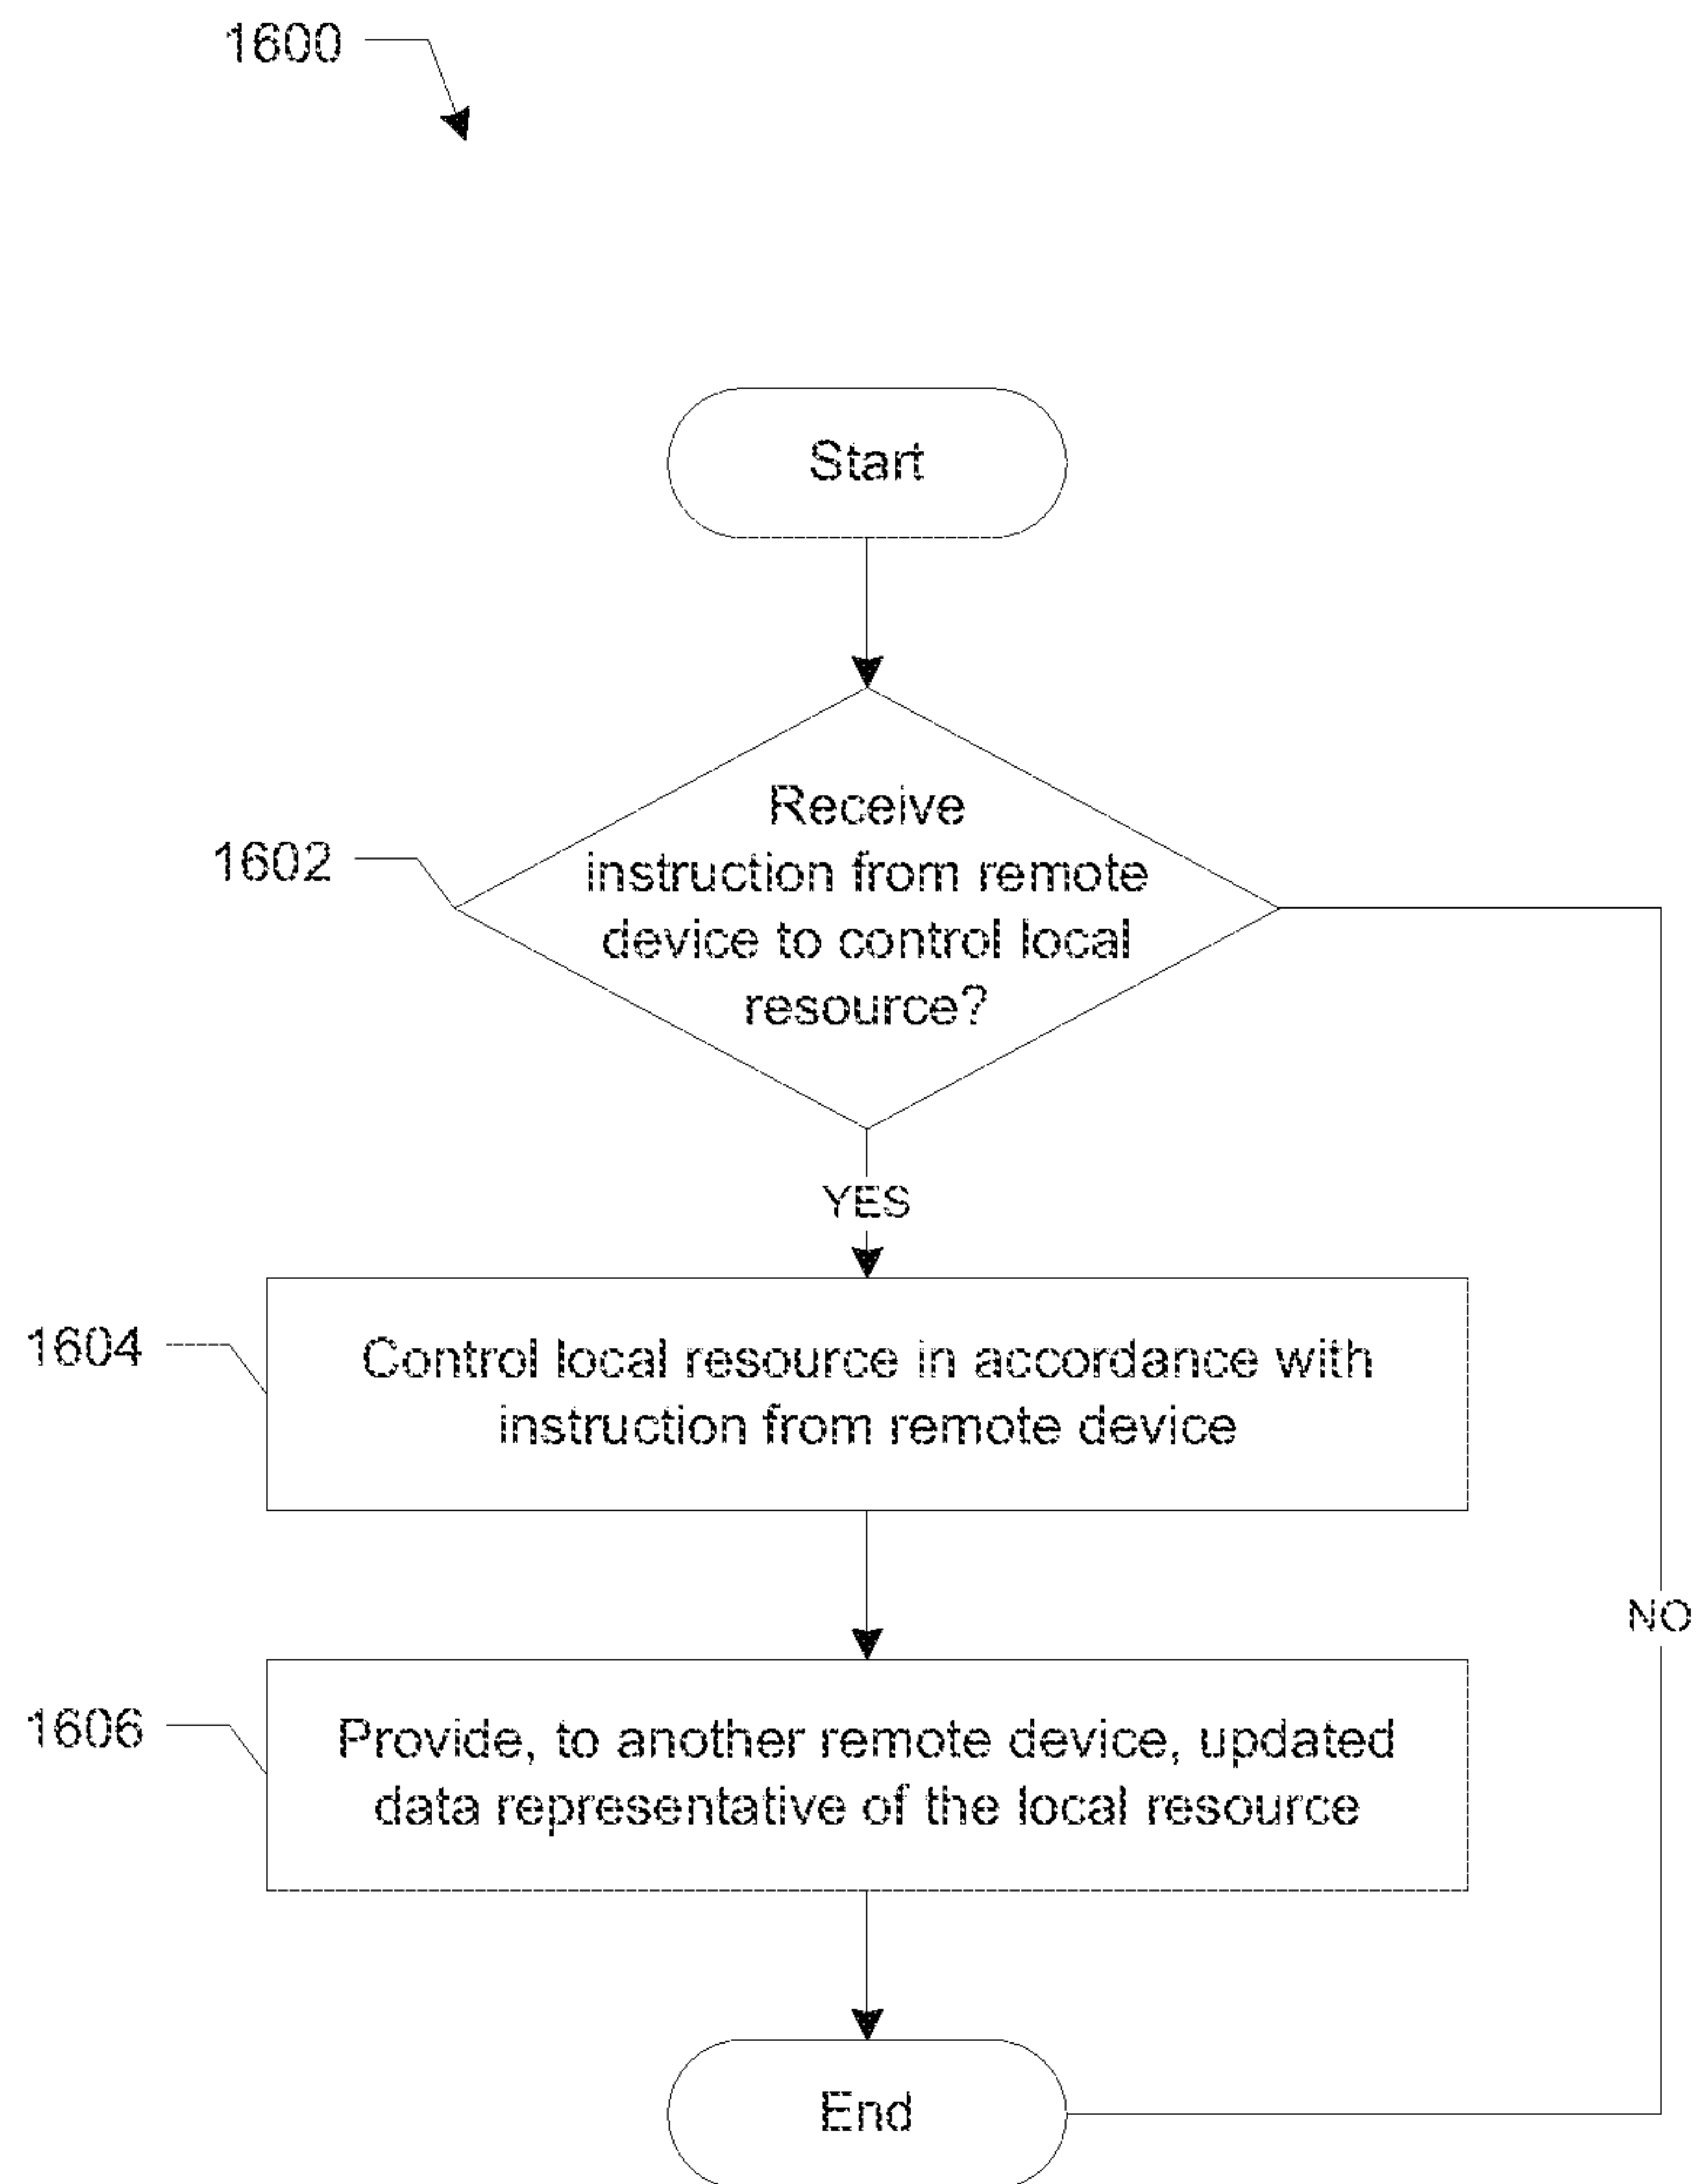 1600
Start
1602
Receive
instruction from remote
device to control local
resource?
YES
1604
Control local resource in accordance with
instruction from remote device
NO
1606
Provide, to another remote device, updated
data representative of the local resource
End